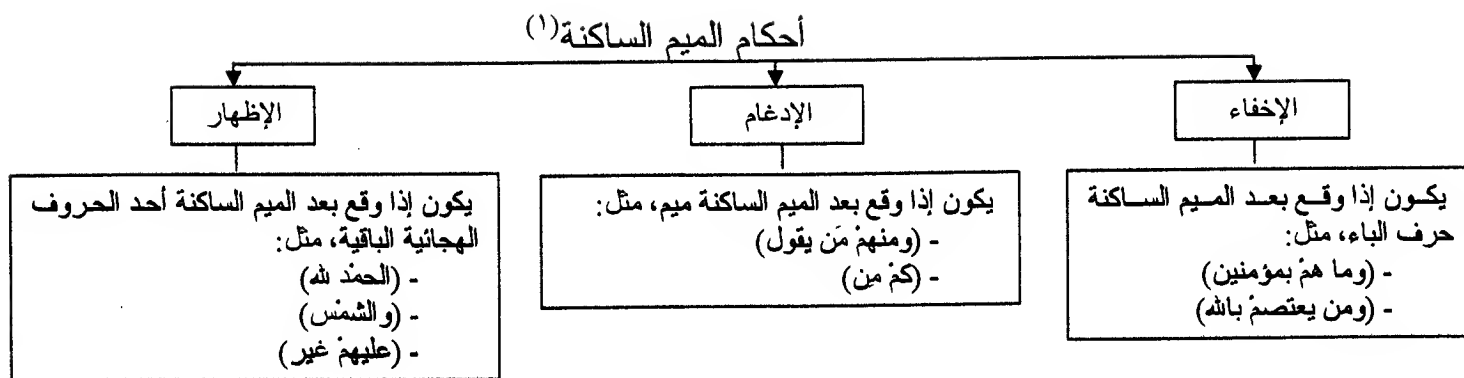 أحكام الميم الساكنة(١)
الإخفاء
الإدغام
الإظهار
يكون إذا وقع بعد الميم الساكنة
حرف الباء، مثل:
- (وما همْ بمؤمنين)
- (ومن يعتصمْ بالله)
يكون إذا وقع بعد الميم الساكنة ميم، مثل:
- (ومنهمْ مَن يقول)
- (كمْ مِن)
يكون إذا وقع بعد الميم الساكنة أحد الحروف
الهجائية الباقية، مثل:
- (الحمْد لله)
- (والشمْس)
- (عليهمْ غير)